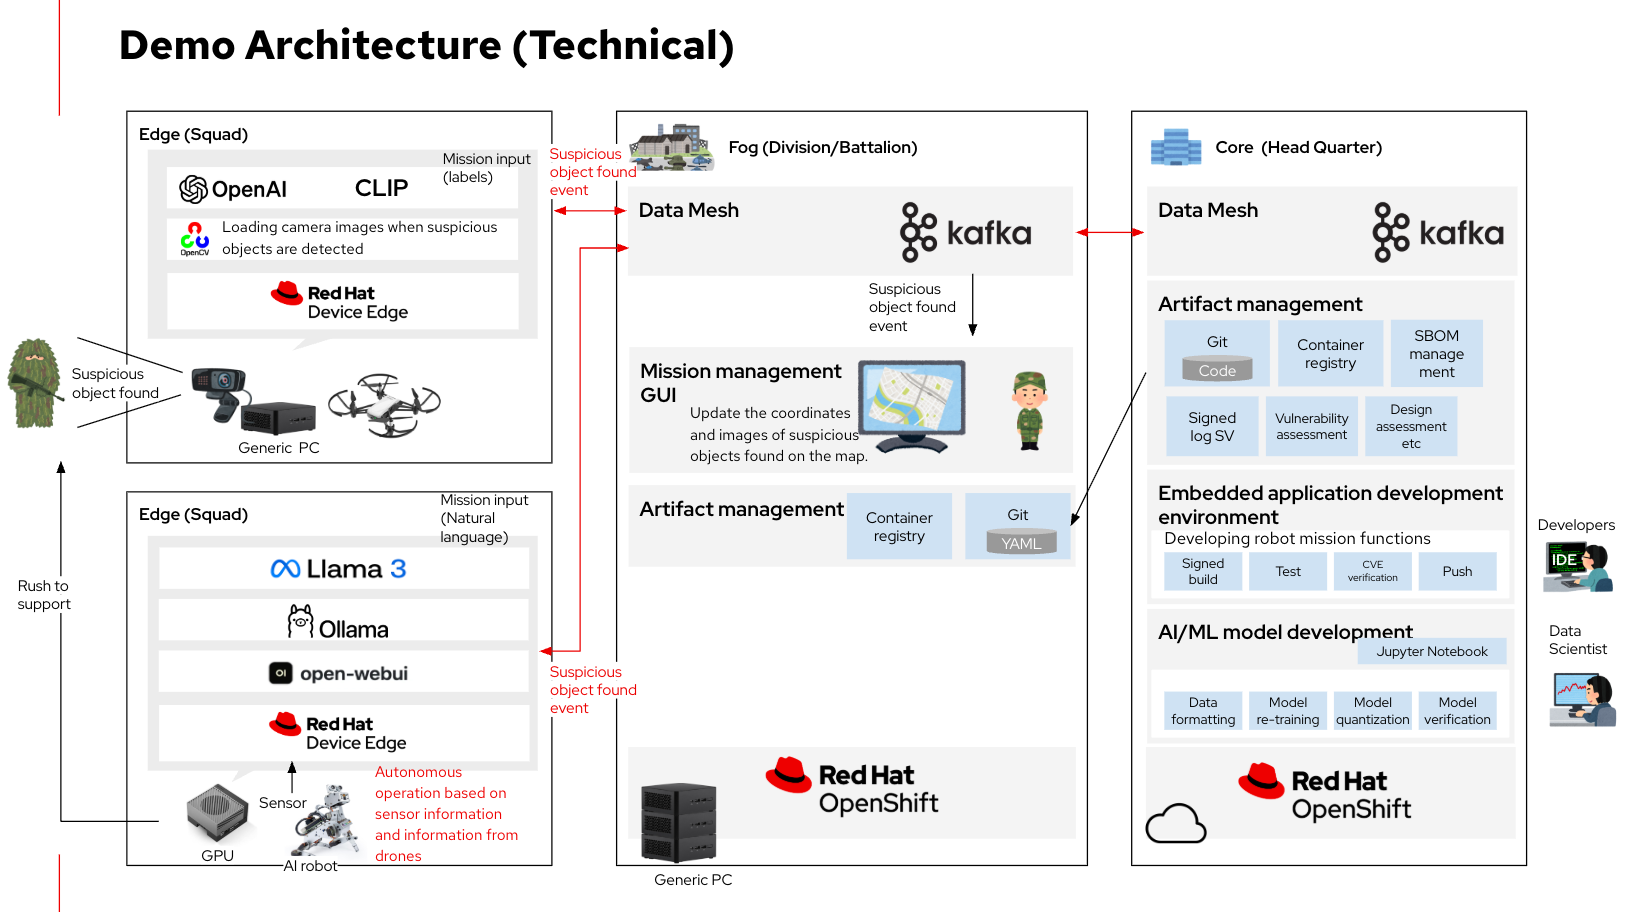 Demo Architecture (Technical)
Edge (Squad)
Mission input
(labels)
OpenAI
CLIP
OpenCV
Loading camera images when suspicious
objects are detected
Red Hat
Device Edge
Suspicious
object found
Generic PC
Suspicious
object found
event
Edge (Squad)
Mission input
(Natural
language)
Llama 3
Ollama
OI
open-webui
Red Hat
Device Edge
Sensor
GPU
AI robot
Autonomous
operation based on
sensor information
and information from
drones
Rush to
support
Suspicious
object found
event
Fog (Division/Battalion)
Data Mesh
kafka
Suspicious
object found
event
Mission management
GUI
Update the coordinates
and images of suspicious
objects found on the map.
Artifact management
Container
registry
Git
YAML
Red Hat
OpenShift
Generic PC
Core (Head Quarter)
Data Mesh
kafka
Artifact management
Git
Code
Container
registry
SBOM
manage
ment
Signed
log SV
Vulnerability
assessment
Design
assessment
etc
Embedded application development
environment
Developing robot mission functions
Signed
build
Test
CVE
verification
Push
AI/ML model development
Jupyter Notebook
Data
formatting
Model
re-training
Model
quantization
Model
verification
Red Hat
OpenShift
Developers
IDE
Data
Scientist